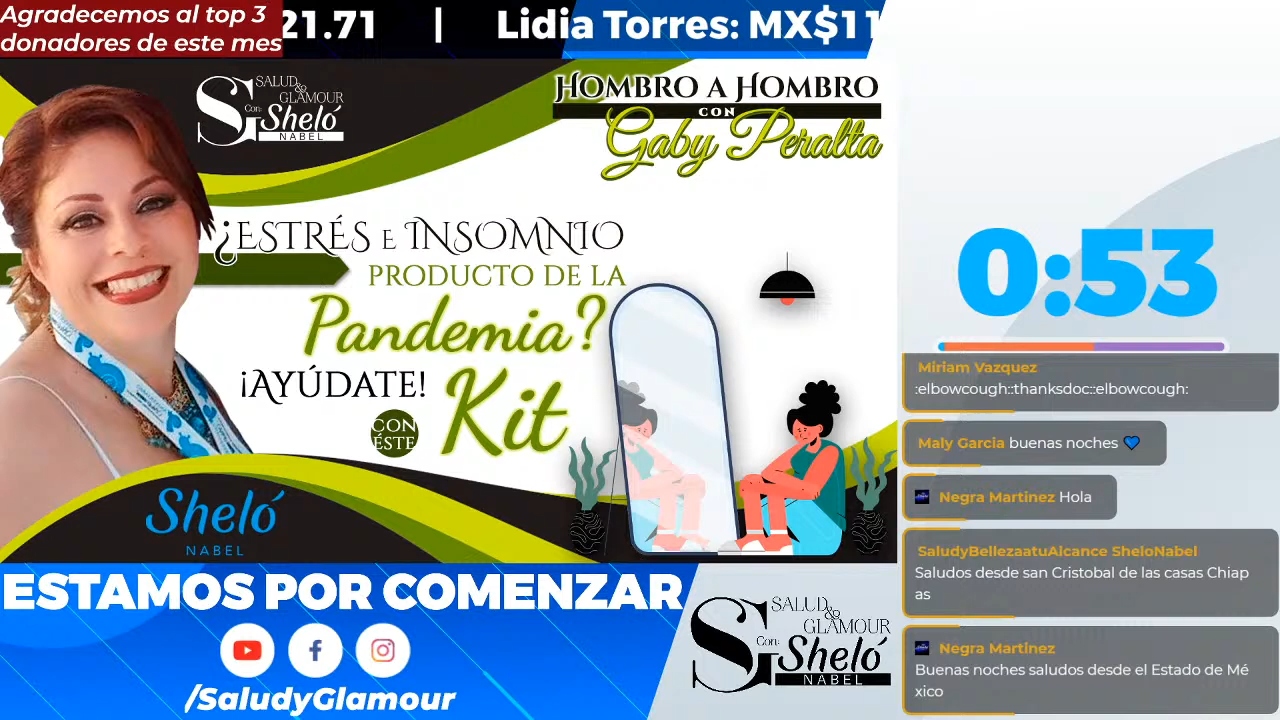 Agradecemos al top 3
donadores de este mes
21.71 | Lidia Torres: MX$11
SALUD
&
GLAMOUR
SG Con: Sheló
NABEL
HOMBRO A HOMBRO
CON
Gaby Peralta
¿ESTRÉS E INSOMNIO
PRODUCTO DE LA
Pandemia?
¡AYÚDATE!
CON
ÉSTE
Kit
Sheló
NABEL
ESTAMOS POR COMENZAR
/SaludyGlamour
SALUD
&
GLAMOUR
SG Con: Sheló
NABEL
0:53
Miriam Vazquez
:elbowcough::thanksdoc::elbowcough:
Maly Garcia buenas noches 💙
Negra Martinez Hola
SaludyBellezaatuAlcance SheloNabel
Saludos desde san Cristobal de las casas Chiap
as
Negra Martinez
Buenas noches saludos desde el Estado de Mé
xico